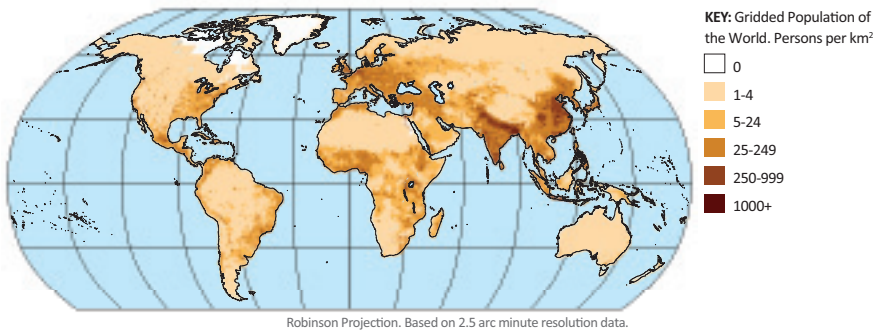 KEY: Gridded Population of
the World. Persons per km²
0
1-4
5-24
25-249
250-999
1000+
Robinson Projection. Based on 2.5 arc minute resolution data.